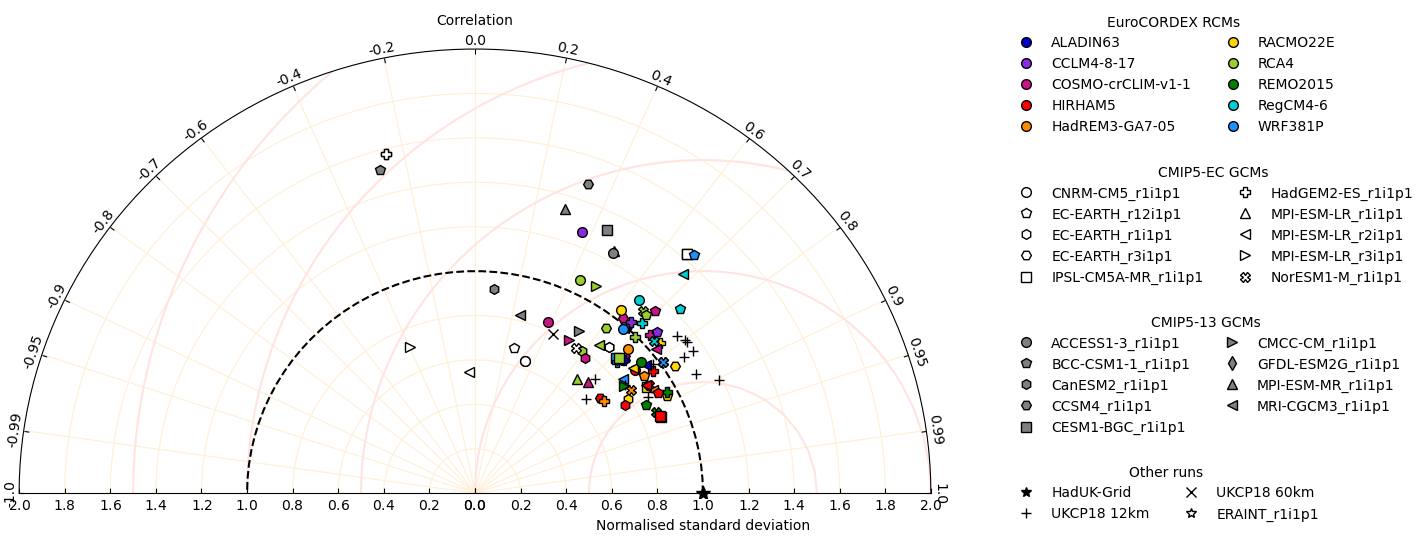 Correlation
-0.2 0.0 0.2
-0.4 0.4
-0.6 0.6
-0.7 0.7
-0.8 0.8
-0.9 0.9
-0.95 0.95
-0.99 0.99
-1.0 1.0
2.0 1.8 1.6 1.4 1.2 1.0 0.8 0.6 0.4 0.2 0.0 0.2 0.4 0.6 0.8 1.0 1.2 1.4 1.6 1.8 2.0
Normalised standard deviation
EuroCORDEX RCMs
ALADIN63 RACMO22E
CCLM4-8-17 RCA4
COSMO-crCLIM-v1-1 REMO2015
HIRHAM5 RegCM4-6
HadREM3-GA7-05 WRF381P
CMIP5-EC GCMs
CNRM-CM5_r1i1p1 HadGEM2-ES_r1i1p1
EC-EARTH_r12i1p1 MPI-ESM-LR_r1i1p1
EC-EARTH_r1i1p1 MPI-ESM-LR_r2i1p1
EC-EARTH_r3i1p1 MPI-ESM-LR_r3i1p1
IPSL-CM5A-MR_r1i1p1 NorESM1-M_r1i1p1
CMIP5-13 GCMs
ACCESS1-3_r1i1p1 CMCC-CM_r1i1p1
BCC-CSM1-1_r1i1p1 GFDL-ESM2G_r1i1p1
CanESM2_r1i1p1 MPI-ESM-MR_r1i1p1
CCSM4_r1i1p1 MRI-CGCM3_r1i1p1
CESM1-BGC_r1i1p1
Other runs
HadUK-Grid UKCP18 60km
UKCP18 12km ERAINT_r1i1p1